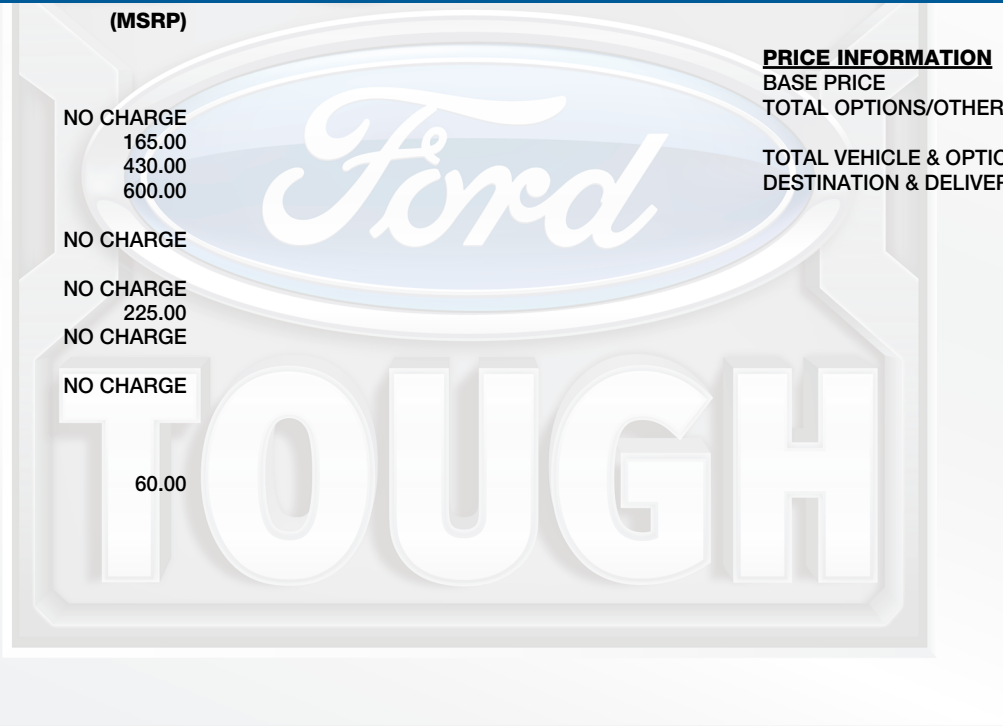 (MSRP)
NO CHARGE
165.00
430.00
600.00
NO CHARGE
NO CHARGE
225.00
NO CHARGE
NO CHARGE
60.00
PRICE INFORMATION
BASE PRICE
TOTAL OPTIONS/OTHER
TOTAL VEHICLE & OPTIO
DESTINATION & DELIVER
Ford
TOUGH